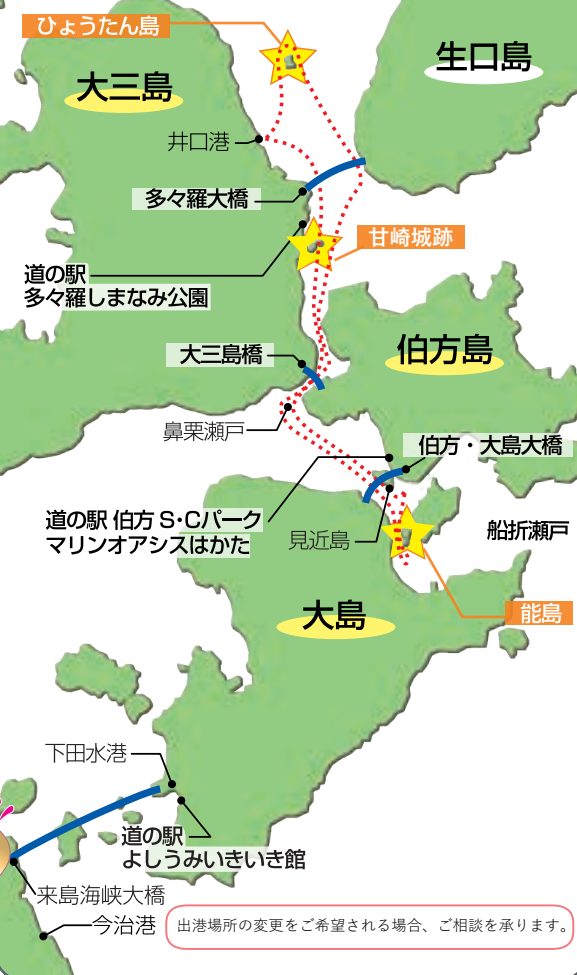 ひょうたん島
生口島
大三島
井口港
多々羅大橋
甘崎城跡
道の駅
多々羅しまなみ公園
伯方島
大三島橋
鼻栗瀬戸
伯方・大島大橋
道の駅 伯方 S・Cパーク
マリンオアシスはかた
見近島
船折瀬戸
能島
大島
下田水港
道の駅
よしうみいきいき館
来島海峡大橋
今治港
出港場所の変更をご希望される場合、ご相談を承ります。